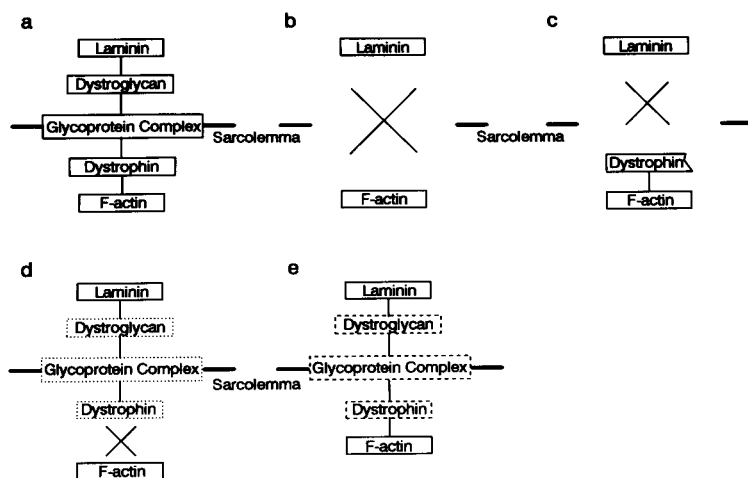 a
Laminin
Dystroglycan
Glycoprotein Complex
Sarcolemma
Dystrophin
F-actin
b
Laminin
Sarcolemma
F-actin
c
Laminin
Dystrophin
F-actin
d
Laminin
Dystroglycan
Glycoprotein Complex
Sarcolemma
Dystrophin
F-actin
e
Laminin
Dystroglycan
Glycoprotein Complex
Dystrophin
F-actin